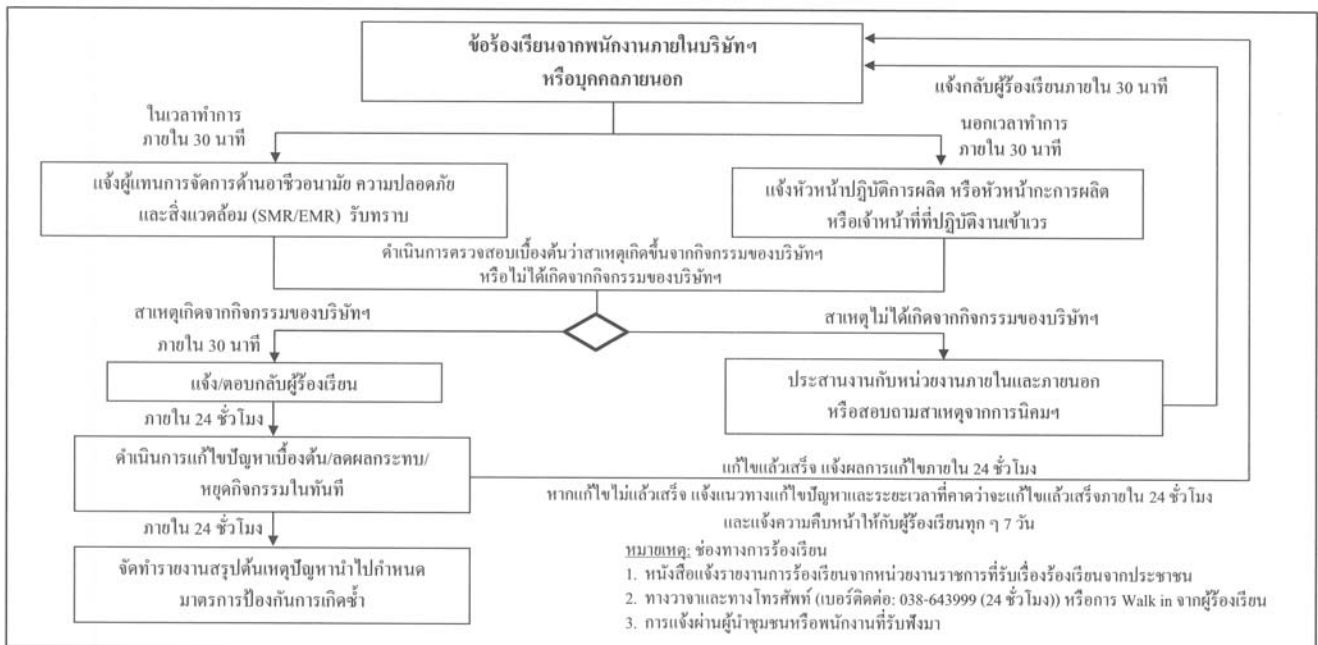 ข้อร้องเรียนจากพนักงานภายในบริษัทฯ
หรือบุคคลภายนอก
แจ้งกลับผู้ร้องเรียนภายใน 30 นาที
ในเวลาทำการ
ภายใน 30 นาที
นอกเวลาทำการ
ภายใน 30 นาที
แจ้งผู้แทนการจัดการด้านอาชีวอนามัย ความปลอดภัย
และสิ่งแวดล้อม (SMR/EMR) รับทราบ
แจ้งหัวหน้าปฏิบัติการผลิต หรือหัวหน้ากะการผลิต
หรือเจ้าหน้าที่ที่ปฏิบัติงานเข้าเวร
ดำเนินการตรวจสอบเบื้องต้นว่าสาเหตุเกิดขึ้นจากกิจกรรมของบริษัทฯ
หรือไม่ได้เกิดจากกิจกรรมของบริษัทฯ
สาเหตุเกิดจากกิจกรรมของบริษัทฯ
ภายใน 30 นาที
สาเหตุไม่ได้เกิดจากกิจกรรมของบริษัทฯ
แจ้ง/ตอบกลับผู้ร้องเรียน
ประสานงานกับหน่วยงานภายในและภายนอก
หรือสอบถามสาเหตุจากการนิคมฯ
ภายใน 24 ชั่วโมง
ดำเนินการแก้ไขปัญหาเบื้องต้น/ลดผลกระทบ/
หยุดกิจกรรมในทันที
แก้ไขแล้วเสร็จ แจ้งผลการแก้ไขภายใน 24 ชั่วโมง
หากแก้ไขไม่แล้วเสร็จ แจ้งแนวทางแก้ไขปัญหาและระยะเวลาที่คาดว่าจะแก้ไขแล้วเสร็จภายใน 24 ชั่วโมง
และแจ้งความคืบหน้าให้กับผู้ร้องเรียนทุก ๆ 7 วัน
ภายใน 24 ชั่วโมง
จัดทำรายงานสรุปต้นเหตุปัญหานำไปกำหนด
มาตรการป้องกันการเกิดซ้ำ
หมายเหตุ: ช่องทางการร้องเรียน
1. หนังสือแจ้งรายงานการร้องเรียนจากหน่วยงานราชการที่รับเรื่องร้องเรียนจากประชาชน
2. ทางวาจาและทางโทรศัพท์ (เบอร์ติดต่อ: 038-643999 (24 ชั่วโมง)) หรือการ Walk in จากผู้ร้องเรียน
3. การแจ้งผ่านผู้นำชุมชนหรือพนักงานที่รับฟังมา